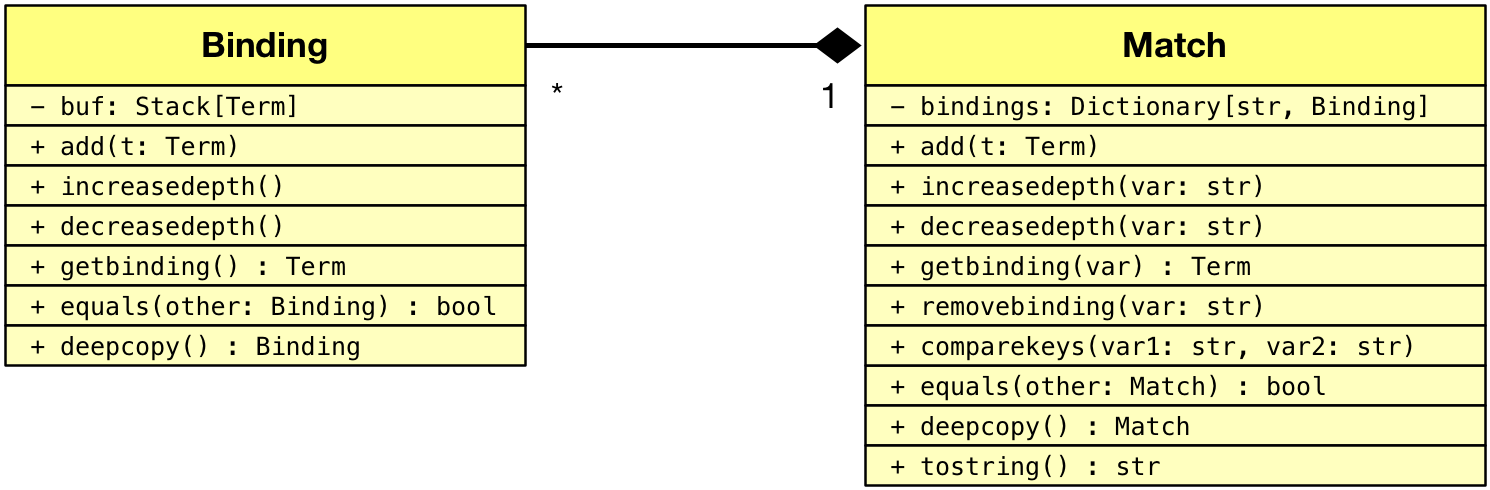 Binding
− buf: Stack[Term]
+ add(t: Term)
+ increasedepth()
+ decreasedepth()
+ getbinding() : Term
+ equals(other: Binding) : bool
+ deepcopy() : Binding
*
1
Match
− bindings: Dictionary[str, Binding]
+ add(t: Term)
+ increasedepth(var: str)
+ decreasedepth(var: str)
+ getbinding(var) : Term
+ removebinding(var: str)
+ comparekeys(var1: str, var2: str)
+ equals(other: Match) : bool
+ deepcopy() : Match
+ tostring() : str